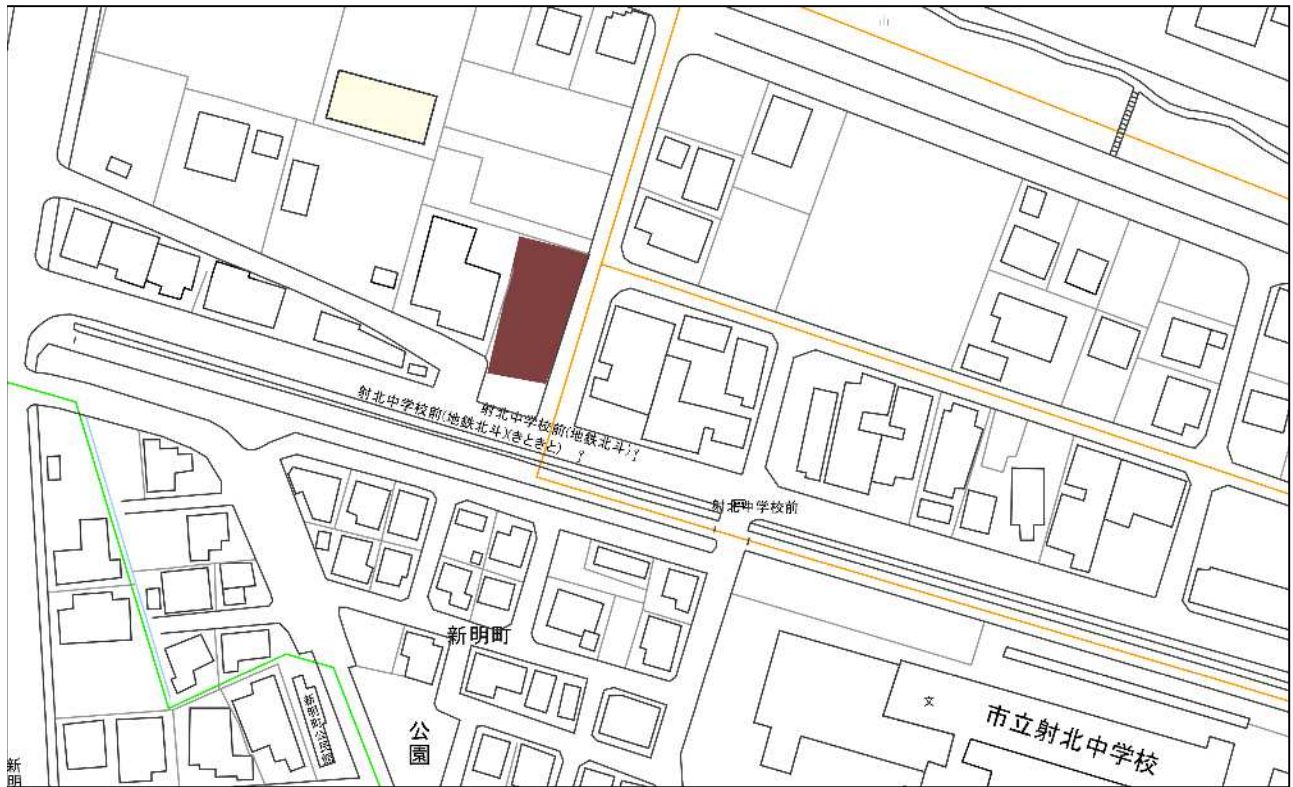 射北中学校前(地鉄北斗)(きときと)
射北中学校前(地鉄北斗)
射北中学校前
新明町
新明町公民館
公園
文
市立射北中学校
新明